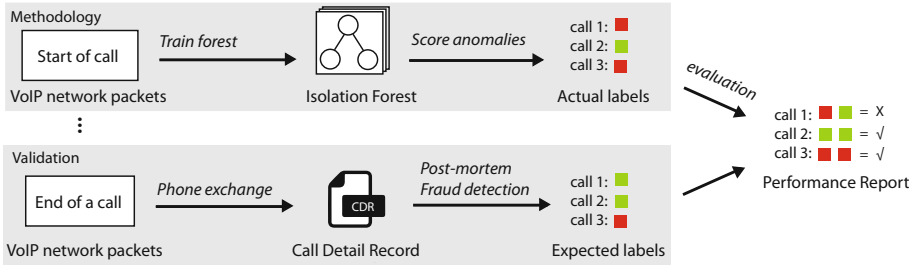 Methodology
Start of call
VoIP network packets
Train forest
Isolation Forest
Score anomalies
call 1:
call 2:
call 3:
Actual labels
Validation
End of a call
VoIP network packets
Phone exchange
CDR
Call Detail Record
Post-mortem
Fraud detection
call 1:
call 2:
call 3:
Expected labels
evaluation
call 1: = X
call 2: = √
call 3: = √
Performance Report